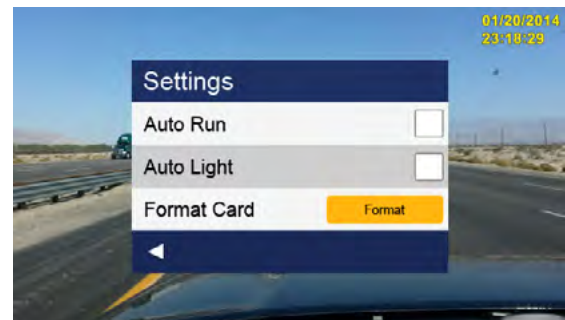 01/20/2014
23:18:29
Settings
Auto Run
Auto Light
Format Card
Format